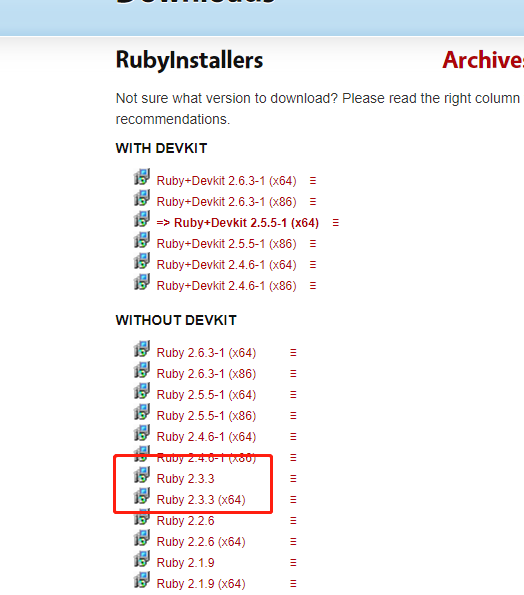 Downloads
RubyInstallers
Archives
Not sure what version to download? Please read the right column
recommendations.
WITH DEVKIT
Ruby+Devkit 2.6.3-1 (x64)
Ruby+Devkit 2.6.3-1 (x86)
=> Ruby+Devkit 2.5.5-1 (x64)
Ruby+Devkit 2.5.5-1 (x86)
Ruby+Devkit 2.4.6-1 (x64)
Ruby+Devkit 2.4.6-1 (x86)
WITHOUT DEVKIT
Ruby 2.6.3-1 (x64)
Ruby 2.6.3-1 (x86)
Ruby 2.5.5-1 (x64)
Ruby 2.5.5-1 (x86)
Ruby 2.4.6-1 (x64)
Ruby 2.4.6-1 (x86)
Ruby 2.3.3
Ruby 2.3.3 (x64)
Ruby 2.2.6
Ruby 2.2.6 (x64)
Ruby 2.1.9
Ruby 2.1.9 (x64)